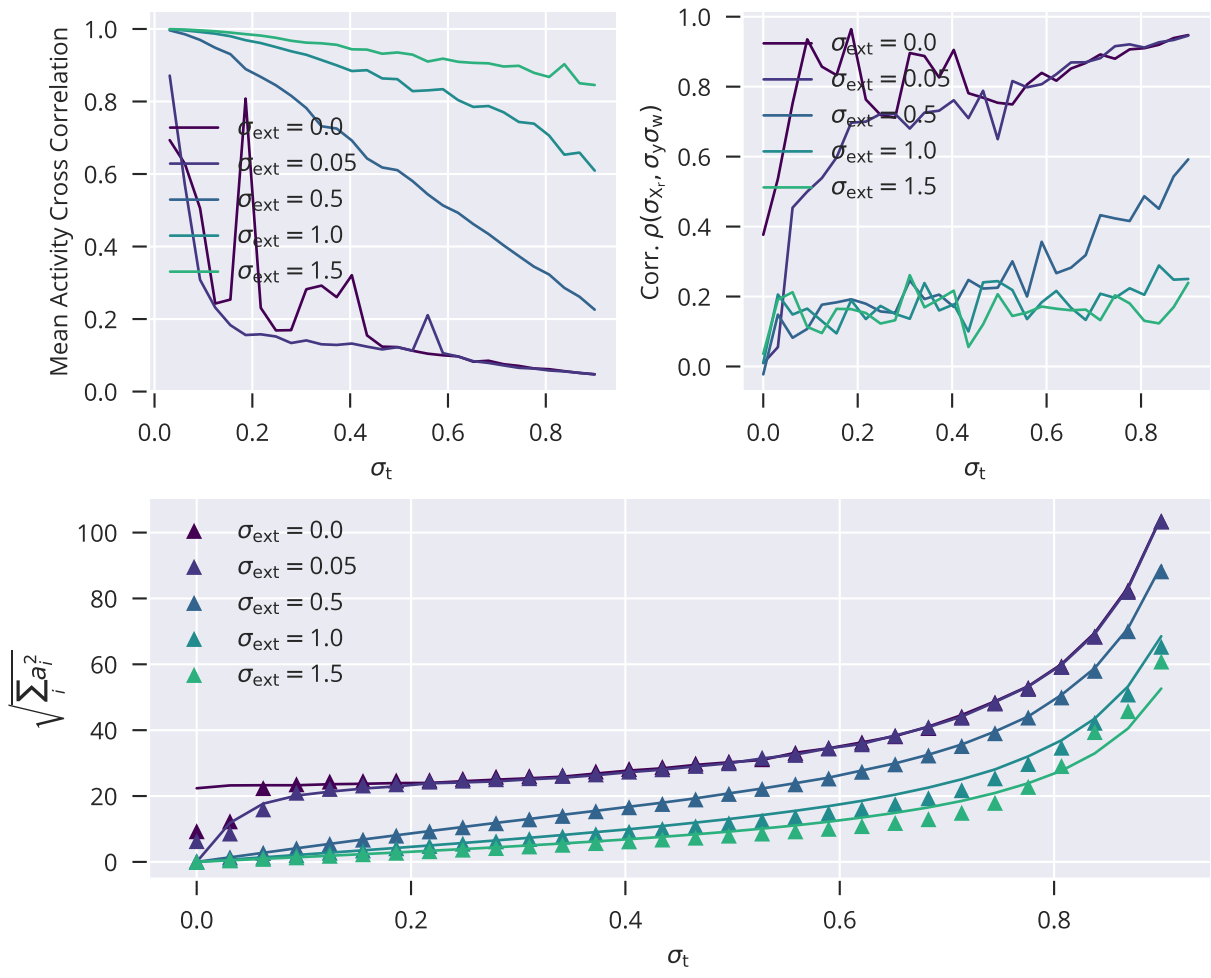 Mean Activity Cross Correlation
1.0
0.8
0.6
0.4
0.2
0.0
σext = 0.0
σext = 0.05
σext = 0.5
σext = 1.0
σext = 1.5
0.0 0.2 0.4 0.6 0.8
σt
Corr. ρ(σXr, σyσw)
1.0
0.8
0.6
0.4
0.2
0.0
σext = 0.0
σext = 0.05
σext = 0.5
σext = 1.0
σext = 1.5
0.0 0.2 0.4 0.6 0.8
σt
√∑i ai²
100
80
60
40
20
0
σext = 0.0
σext = 0.05
σext = 0.5
σext = 1.0
σext = 1.5
0.0 0.2 0.4 0.6 0.8
σt